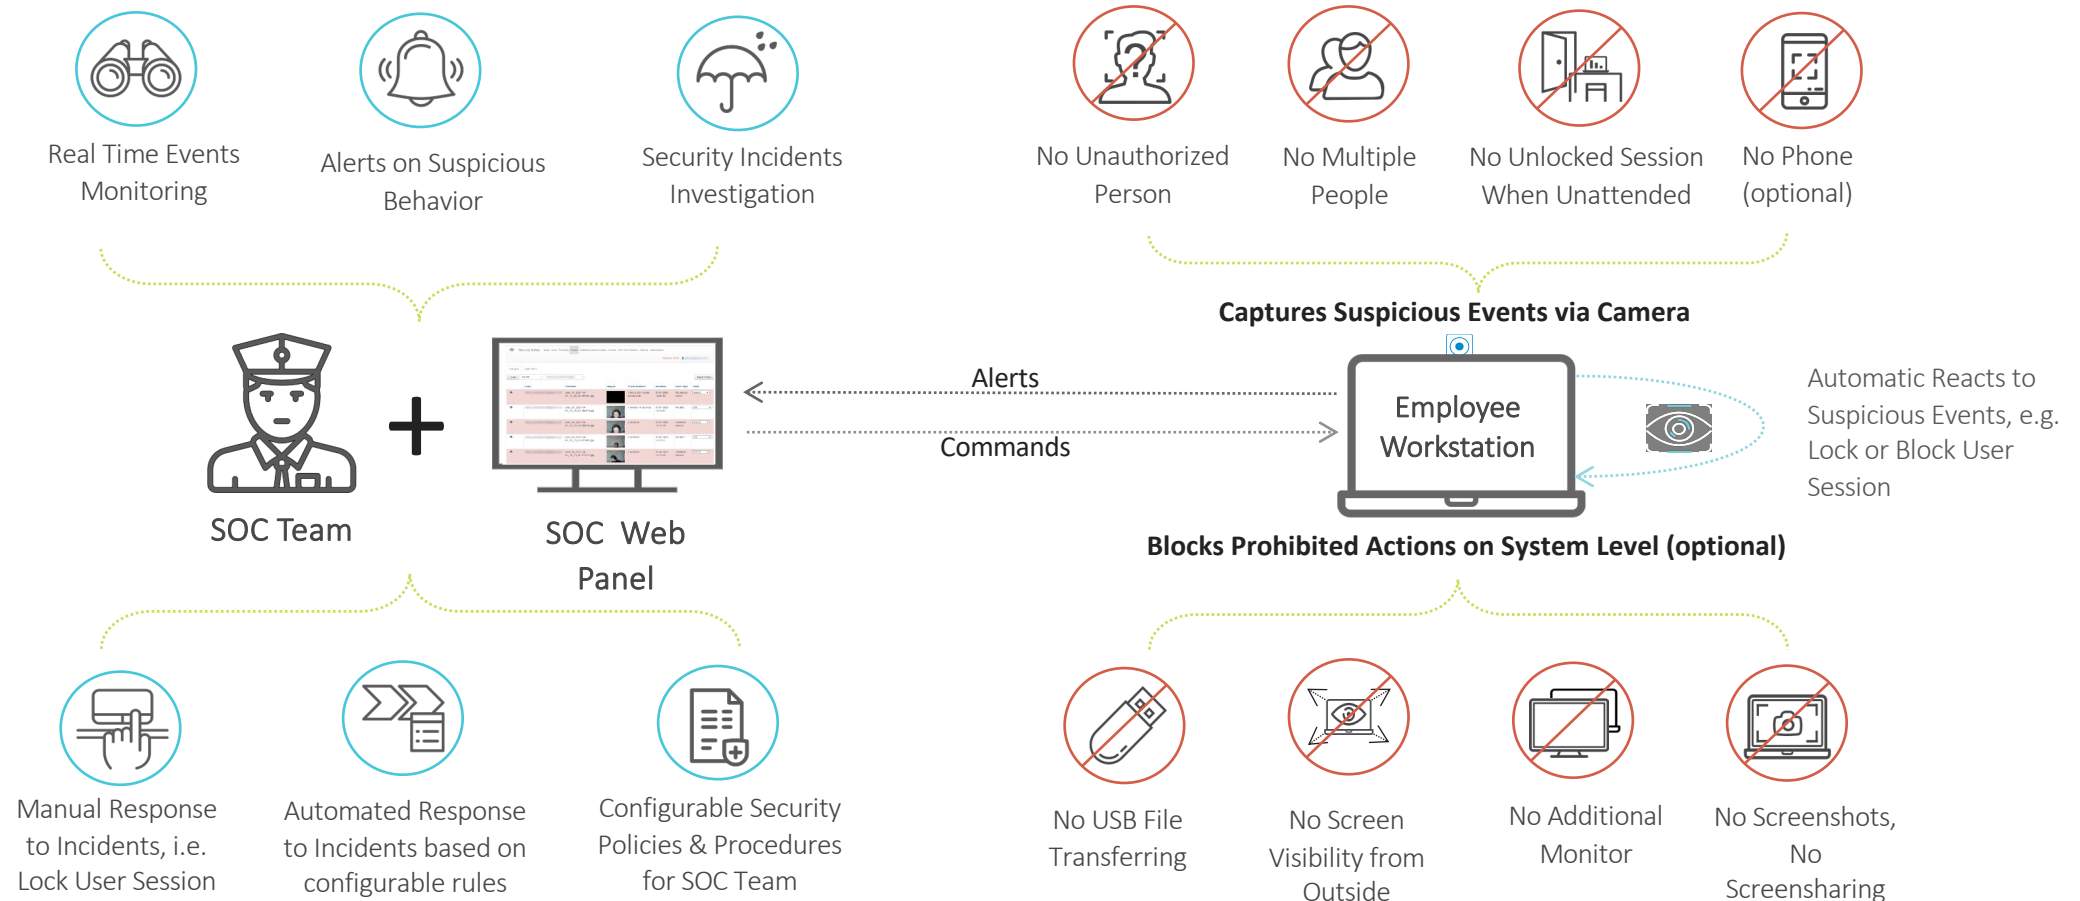 Real Time Events
Monitoring
Alerts on Suspicious
Behavior
Security Incidents
Investigation
No Unauthorized
Person
No Multiple
People
No Unlocked Session
When Unattended
No Phone
(optional)
Captures Suspicious Events via Camera
SOC Team
SOC Web
Panel
Alerts
Commands
Employee
Workstation
Automatic Reacts to
Suspicious Events, e.g.
Lock or Block User
Session
Blocks Prohibited Actions on System Level (optional)
Manual Response
to Incidents, i.e.
Lock User Session
Automated Response
to Incidents based on
configurable rules
Configurable Security
Policies & Procedures
for SOC Team
No USB File
Transferring
No Screen
Visibility from
Outside
No Additional
Monitor
No Screenshots,
No
Screensharing